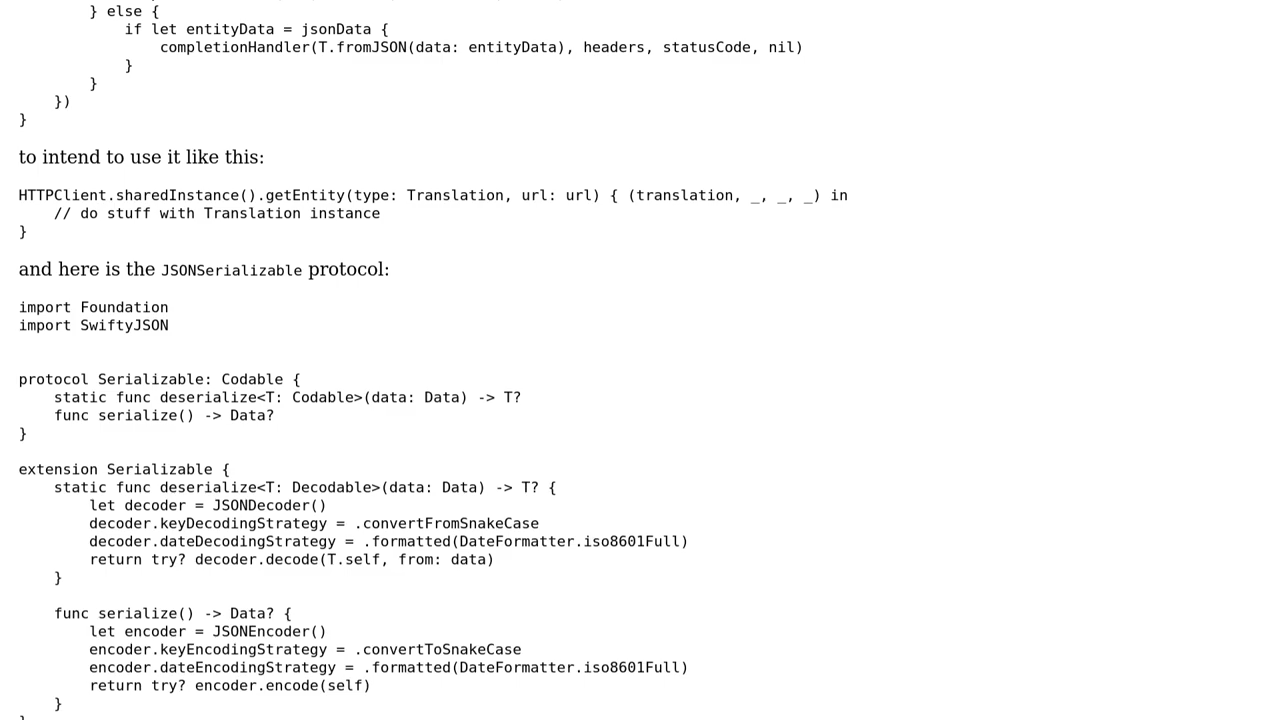 } else {
if let entityData = jsonData {
completionHandler(T.fromJSON(data: entityData), headers, statusCode, nil)
}
}
})
}
to intend to use it like this:
HTTPClient.sharedInstance().getEntity(type: Translation, url: url) { (translation, _, _, _) in
// do stuff with Translation instance
}
and here is the JSONSerializable protocol:
import Foundation
import SwiftyJSON
protocol Serializable: Codable {
static func deserialize<T: Codable>(data: Data) -> T?
func serialize() -> Data?
}
extension Serializable {
static func deserialize<T: Decodable>(data: Data) -> T? {
let decoder = JSONDecoder()
decoder.keyDecodingStrategy = .convertFromSnakeCase
decoder.dateDecodingStrategy = .formatted(DateFormatter.iso8601Full)
return try? decoder.decode(T.self, from: data)
}
func serialize() -> Data? {
let encoder = JSONEncoder()
encoder.keyEncodingStrategy = .convertToSnakeCase
encoder.dateEncodingStrategy = .formatted(DateFormatter.iso8601Full)
return try? encoder.encode(self)
}